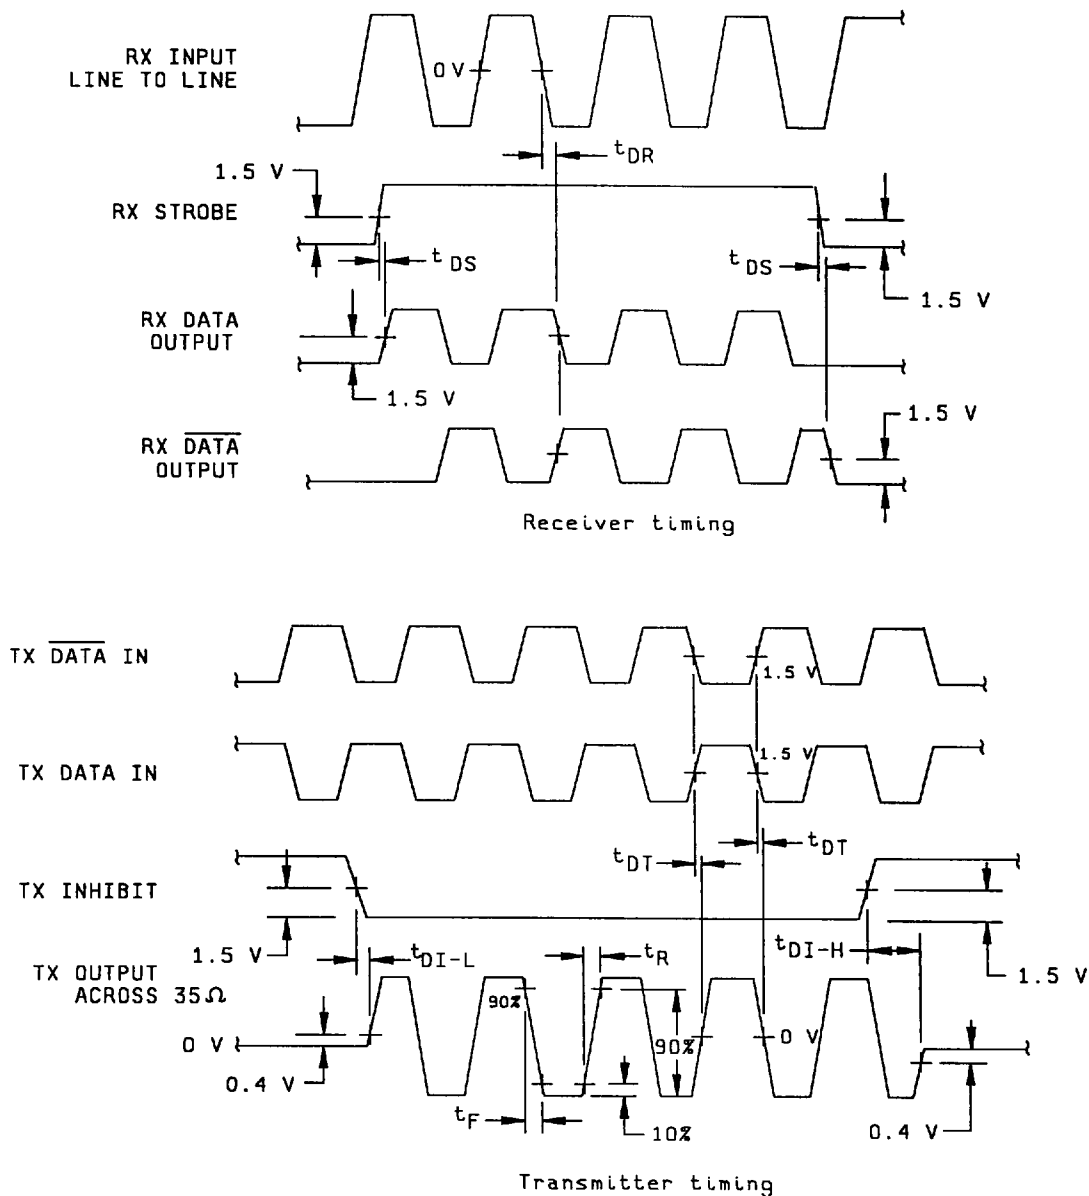 RX INPUT
LINE TO LINE
0 V
t DR
1.5 V
RX STROBE
t DS
t DS
1.5 V
RX DATA
OUTPUT
1.5 V
1.5 V
RX DATA
OUTPUT
Receiver timing
TX DATA IN
1.5 V
TX DATA IN
1.5 V
t DT
t DT
TX INHIBIT
1.5 V
t DI-L
t R
t DI-H
1.5 V
TX OUTPUT
ACROSS 35Ω
90%
0 V
90%
0 V
0.4 V
t F
10%
0.4 V
Transmitter timing